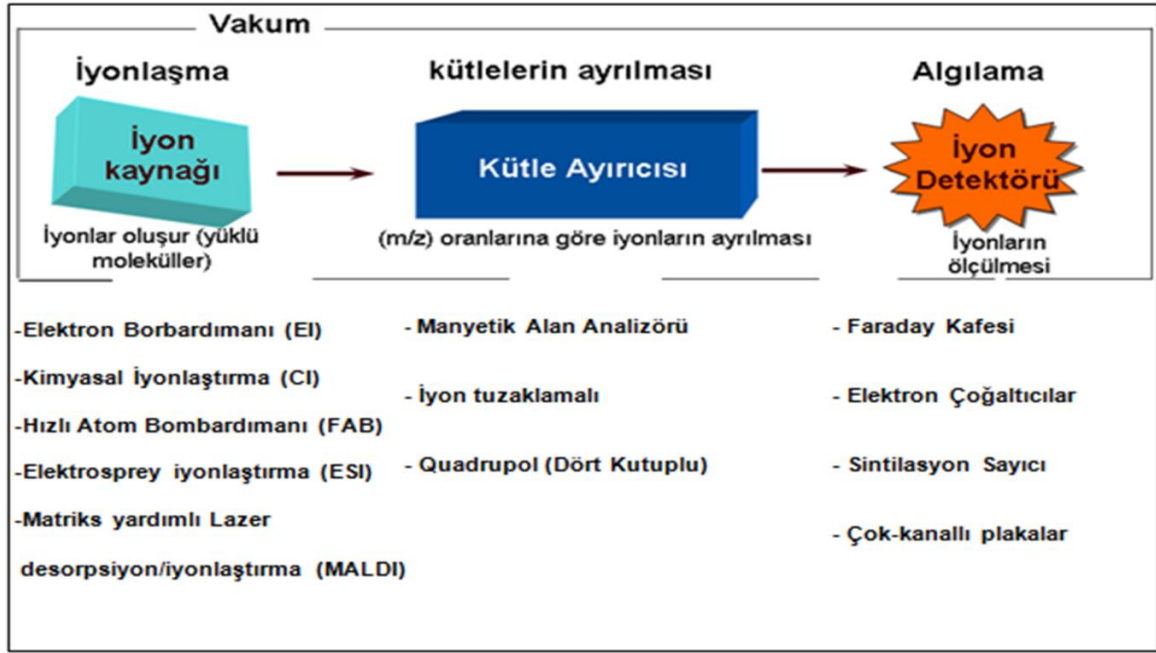 Vakum
İyonlaşma
İyon
kaynağı
İyonlar oluşur (yüklü
moleküller)
kütlelerin ayrılması
Kütle Ayırıcısı
(m/z) oranlarına göre iyonların ayrılması
Algılama
İyon
Detektörü
İyonların
ölçülmesi
-Elektron Borbardımanı (EI)
-Kimyasal İyonlaştırma (CI)
-Hızlı Atom Bombardımanı (FAB)
-Elektrosprey iyonlaştırma (ESI)
-Matriks yardımlı Lazer
desorpsiyon/iyonlaştırma (MALDI)
- Manyetik Alan Analizörü
- İyon tuzaklamalı
- Quadrupol (Dört Kutuplu)
- Faraday Kafesi
- Elektron Çoğaltıcılar
- Sintilasyon Sayıcı
- Çok-kanallı plakalar